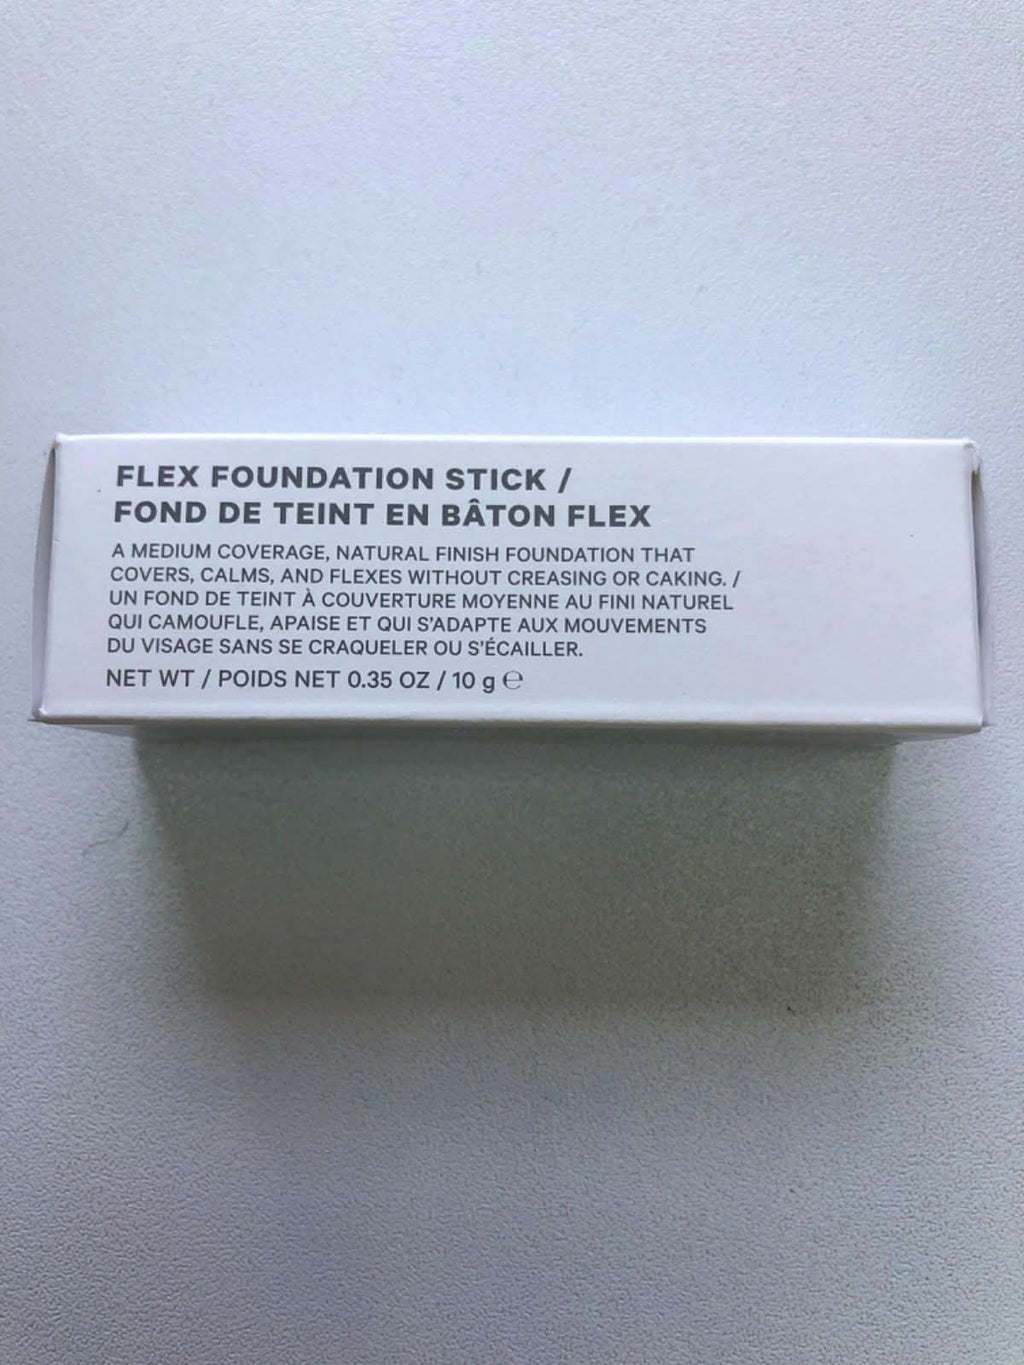 FLEX FOUNDATION STICK /
FOND DE TEINT EN BÂTON FLEX
A MEDIUM COVERAGE, NATURAL FINISH FOUNDATION THAT
COVERS, CALMS, AND FLEXES WITHOUT CREASING OR CAKING. /
UN FOND DE TEINT À COUVERTURE MOYENNE AU FINI NATUREL
QUI CAMOUFLE, APAISE ET QUI S'ADAPTE AUX MOUVEMENTS
DU VISAGE SANS SE CRAQUELER OU S'ÉCAILLER.
NET WT / POIDS NET 0.35 OZ / 10 g ℮